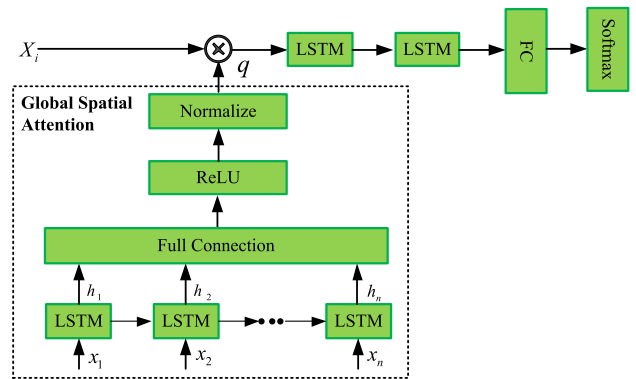 X_i
q
LSTM
LSTM
FC
Softmax
Global Spatial
Attention
Normalize
ReLU
Full Connection
h_1
h_2
h_n
LSTM
LSTM
•••
LSTM
x_1
x_2
x_n